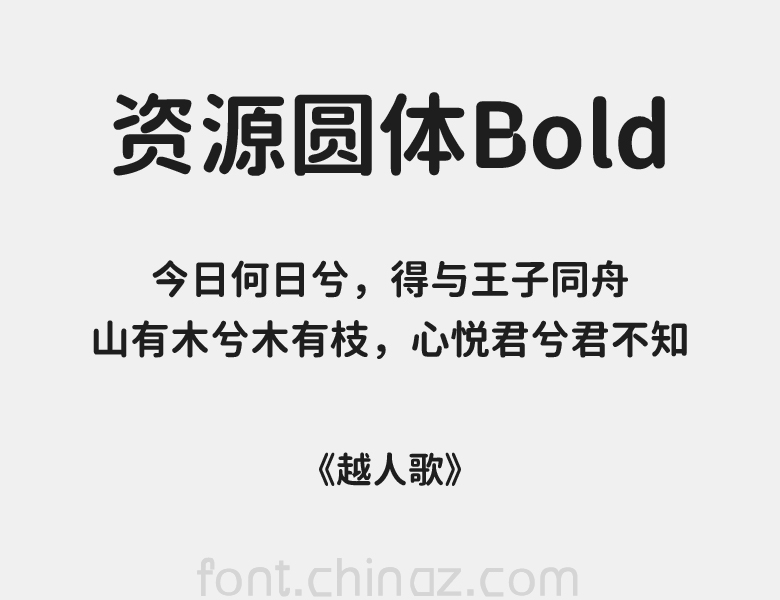 资源圆体Bold
今日何日兮，得与王子同舟
山有木兮木有枝，心悦君兮君不知
《越人歌》
font.chinaz.com